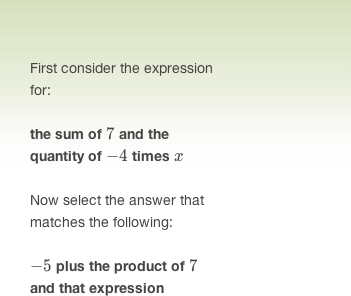 First consider the expression
for:
the sum of 7 and the
quantity of −4 times x
Now select the answer that
matches the following:
−5 plus the product of 7
and that expression